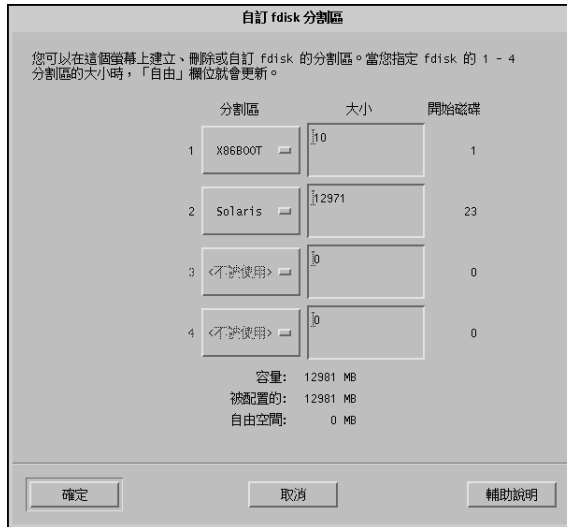 自訂 fdisk 分割區
您可以在這個螢幕上建立、刪除或自訂 fdisk 的分割區。當您指定 fdisk 的 1 - 4
分割區的大小時，「自由」欄位就會更新。
分割區 大小 開始磁碟
1 X86BOOT 10 1
2 Solaris 12971 23
3 <不被使用> 0 0
4 <不被使用> 0 0
容量: 12981 MB
被配置的: 12981 MB
自由空間: 0 MB
確定 取消 輔助說明